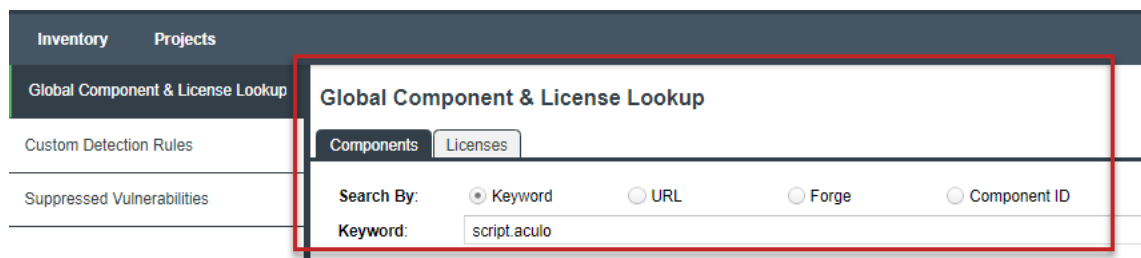 Inventory Projects
Global Component & License Lookup
Custom Detection Rules
Suppressed Vulnerabilities
Global Component & License Lookup
Components Licenses
Search By: Keyword URL Forge Component ID
Keyword: script.aculo